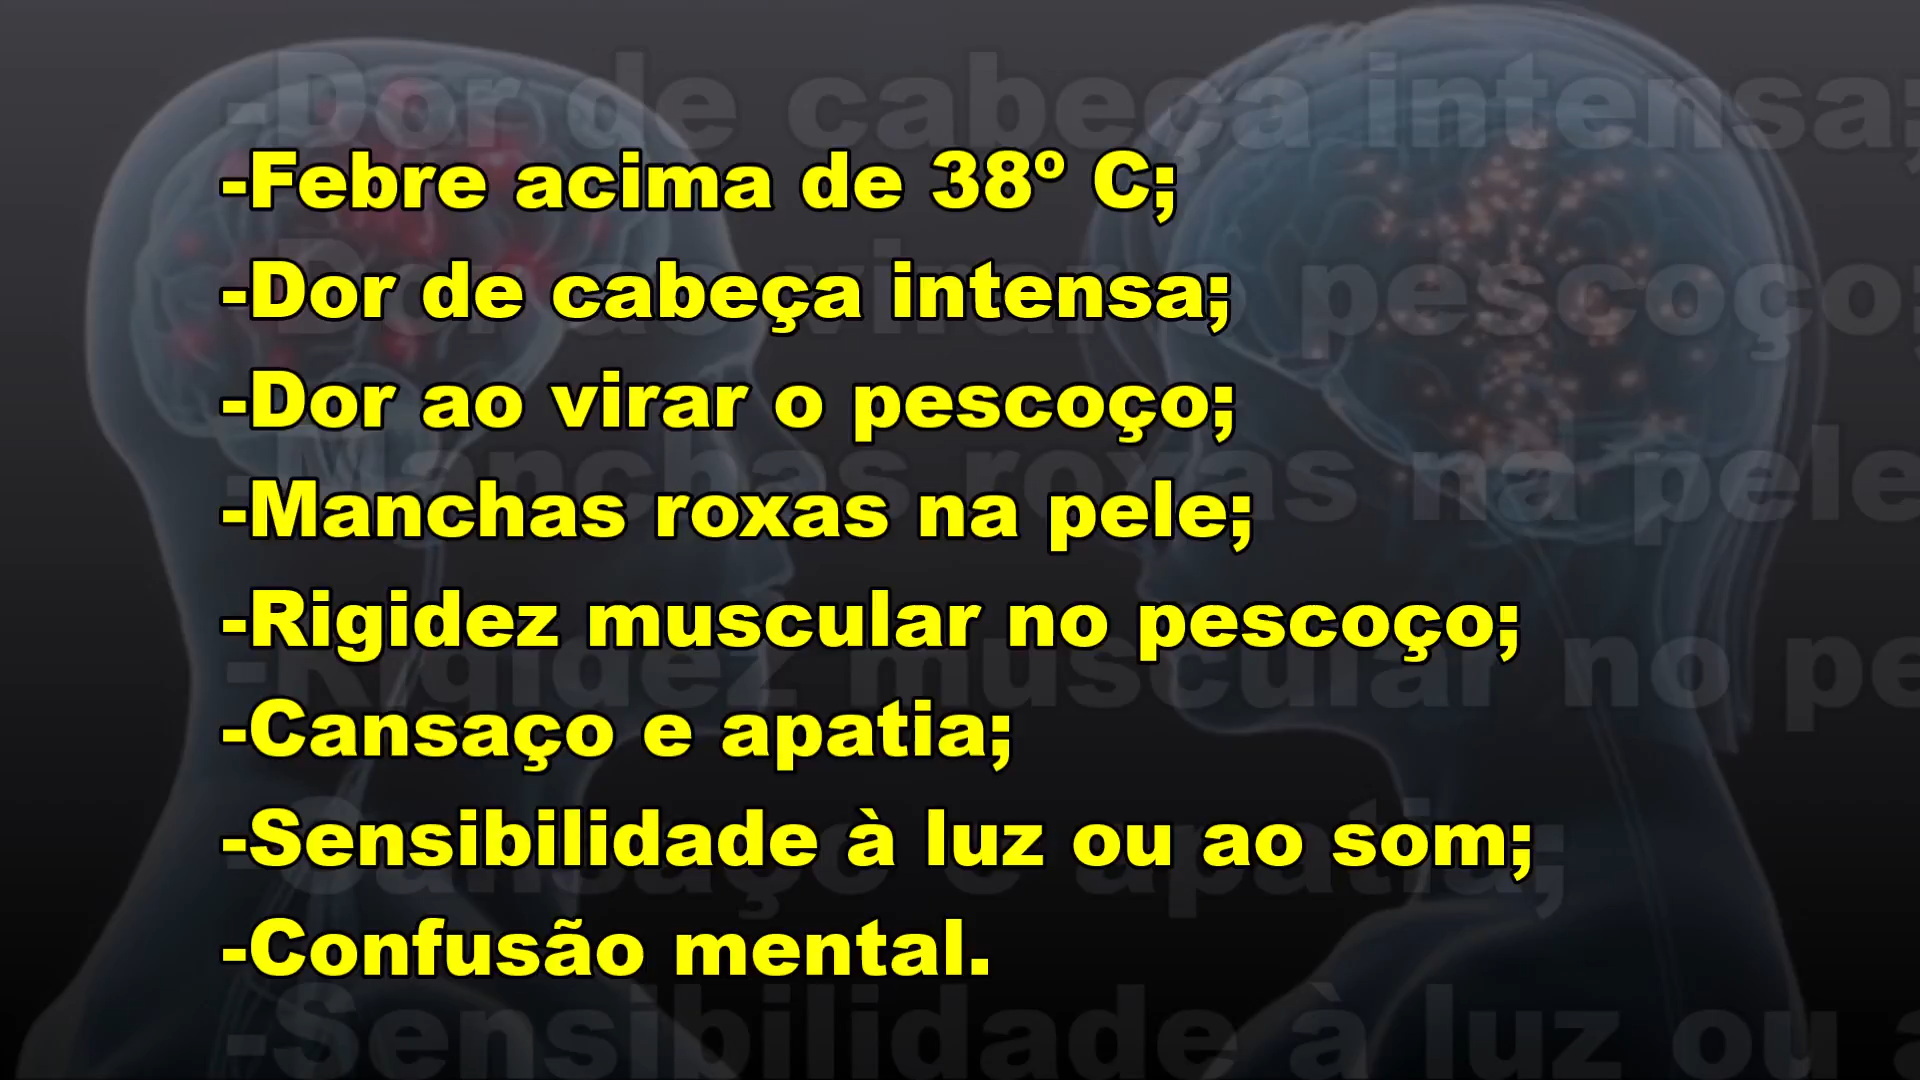 -Febre acima de 38º C;
-Dor de cabeça intensa;
-Dor ao virar o pescoço;
-Manchas roxas na pele;
-Rigidez muscular no pescoço;
-Cansaço e apatia;
-Sensibilidade à luz ou ao som;
-Confusão mental.